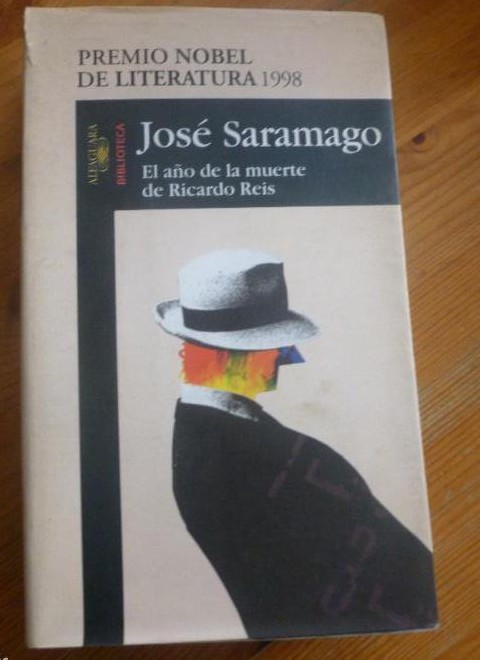 PREMIO NOBEL
DE LITERATURA 1998
ALFAGUARA
BIBLIOTECA
José Saramago
El año de la muerte
de Ricardo Reis